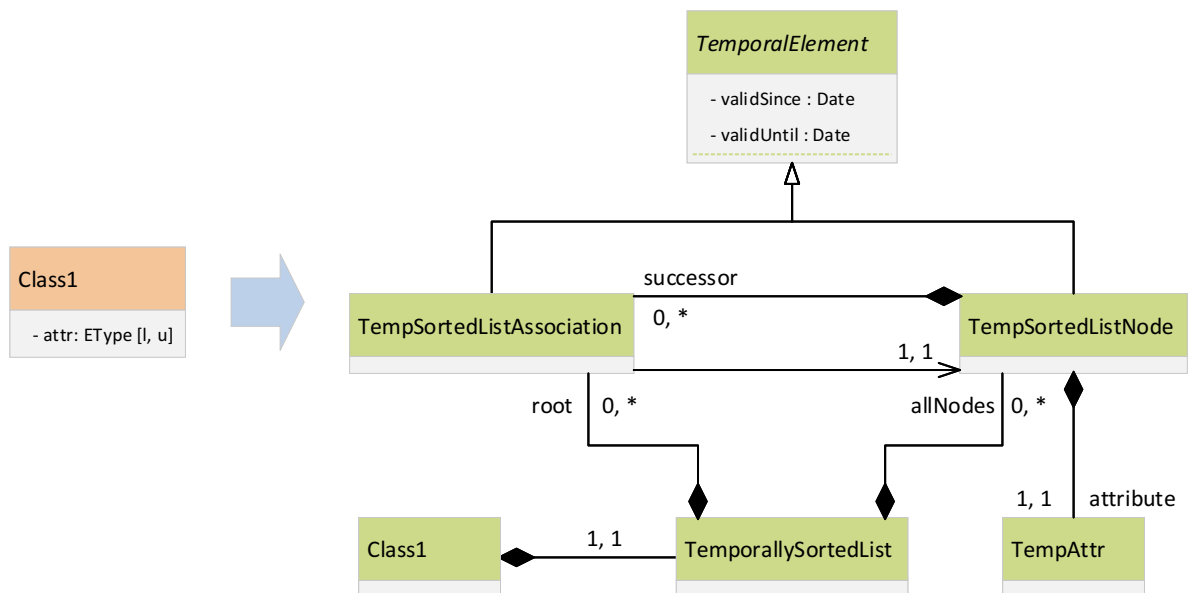 TemporalElement
- validSince : Date
- validUntil : Date
Class1
- attr: EType [l, u]
successor
0, *
TempSortedListAssociation
TempSortedListNode
1, 1
root
0, *
allNodes
0, *
1, 1
attribute
1, 1
Class1
TemporallySortedList
TempAttr